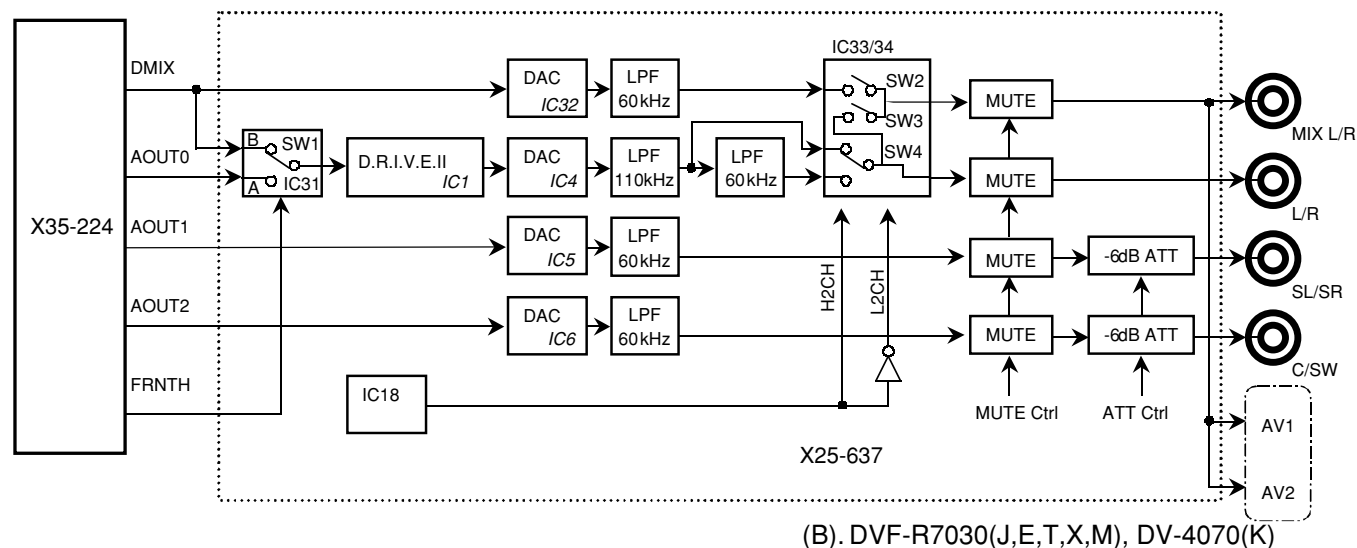 IC33/34
DMIX
DAC
IC32
LPF
60kHz
SW2
SW3
MUTE
MIX L/R
B
SW1
A
IC31
AOUT0
D.R.I.V.E.II
IC1
DAC
IC4
LPF
110kHz
LPF
60kHz
SW4
MUTE
L/R
X35-224
AOUT1
DAC
IC5
LPF
60kHz
H2CH
L2CH
MUTE
-6dB ATT
SL/SR
AOUT2
DAC
IC6
LPF
60kHz
MUTE
-6dB ATT
C/SW
FRNTH
IC18
MUTE Ctrl
ATT Ctrl
AV1
X25-637
AV2
(B). DVF-R7030(J,E,T,X,M), DV-4070(K)